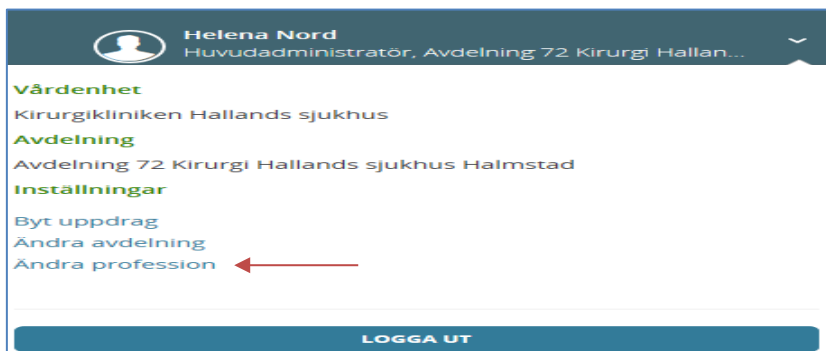 Helena Nord
Huvudadministratör, Avdelning 72 Kirurgi Hallan...
Vårdenhet
Kirurgikliniken Hallands sjukhus
Avdelning
Avdelning 72 Kirurgi Hallands sjukhus Halmstad
Inställningar
Byt uppdrag
Ändra avdelning
Ändra profession
LOGGA UT